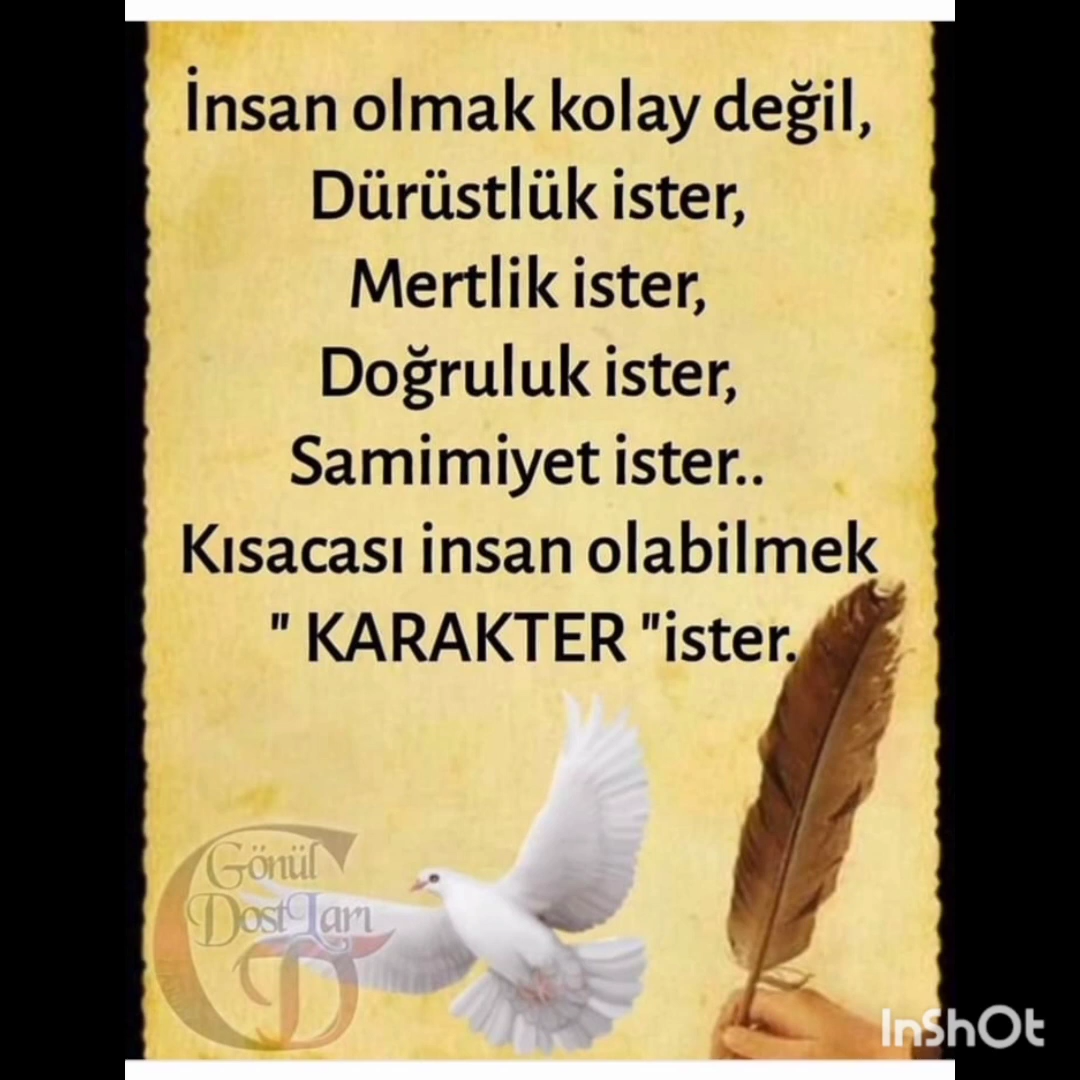 İnsan olmak kolay değil,
Dürüstlük ister,
Mertlik ister,
Doğruluk ister,
Samimiyet ister..
Kısacası insan olabilmek
" KARAKTER "ister.
Gönül
Dostları
InShOt